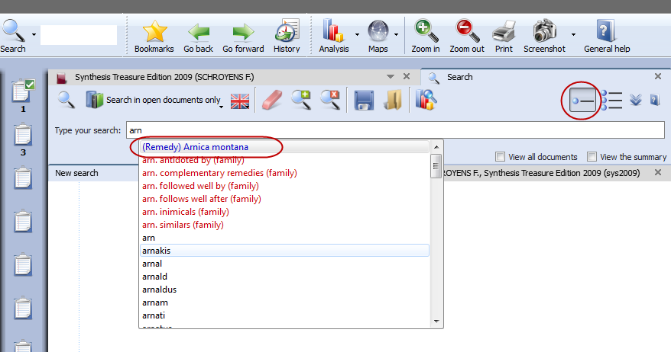 Search
Bookmarks
Go back
Go forward
History
Analysis
Maps
Zoom in
Zoom out
Print
Screenshot
General help
1
3
Synthesis Treasure Edition 2009 (SCHROYENS F.)
Search
Search in open documents only
Type your search: arn
(Remedy) Arnica montana
arn. antidoted by (family)
arn. complementary remedies (family)
arn. followed well by (family)
arn. follows well after (family)
arn. inimicals (family)
arn. similars (family)
arn
arnakis
arnal
arnald
arnaldus
arnam
arnati
View all documents
View the summary
New search
ROYENS F., Synthesis Treasure Edition 2009 (sys2009)